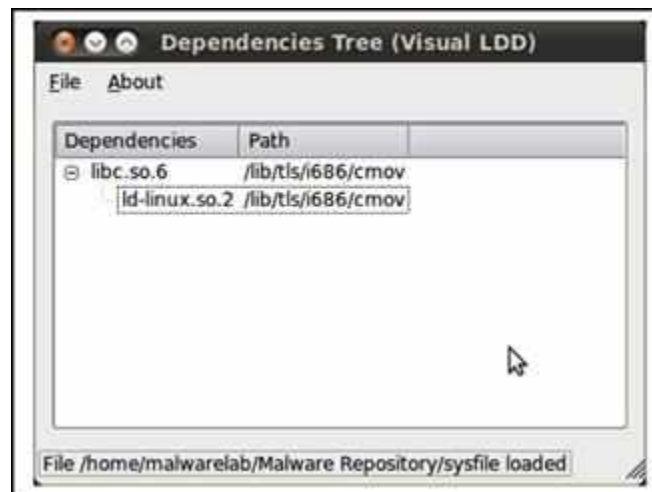 Dependencies Tree (Visual LDD)
File About
Dependencies Path
libc.so.6 /lib/tls/i686/cmov
ld-linux.so.2 /lib/tls/i686/cmov
File /home/malwarelab/Malware Repository/sysfile loaded